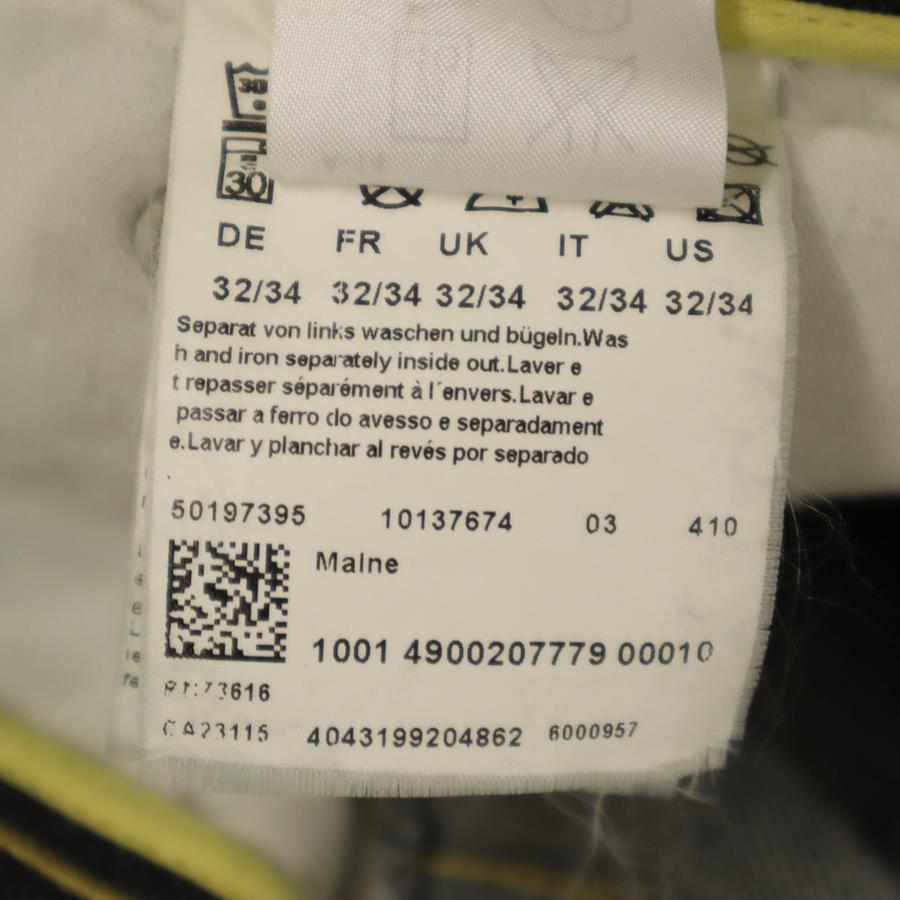 30
30
DE FR UK IT US
32/34 32/34 32/34 32/34 32/34
Separat von links waschen und bügeln.Was
h and iron separately inside out.Laver e
t repasser séparément à l´envers.Lavar e
passar a ferro do avesso e separadament
e.Lavar y planchar al revés por separado
.
50197395 10137674 03 410
Maine
1001 4900207779 00010
CA23115 4043199204862 6000957